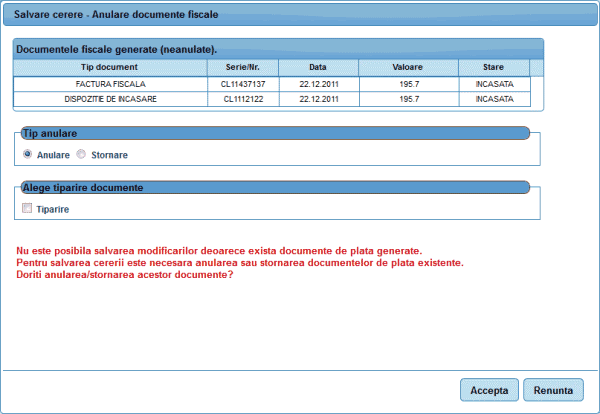 Salvare cerere - Anulare documente fiscale
Documentele fiscale generate (neanulate).
Tip document Serie/Nr. Data Valoare Stare
FACTURA FISCALA CL11437137 22.12.2011 195.7 INCASATA
DISPOZITIE DE INCASARE CL1112122 22.12.2011 195.7 INCASATA
Tip anulare
Anulare Stornare
Alege tiparire documente
Tiparire
Nu este posibila salvarea modificarilor deoarece exista documente de plata generate.
Pentru salvarea cererii este necesara anularea sau stornarea documentelor de plata existente.
Doriti anularea/stornarea acestor documente?
Accepta Renunta